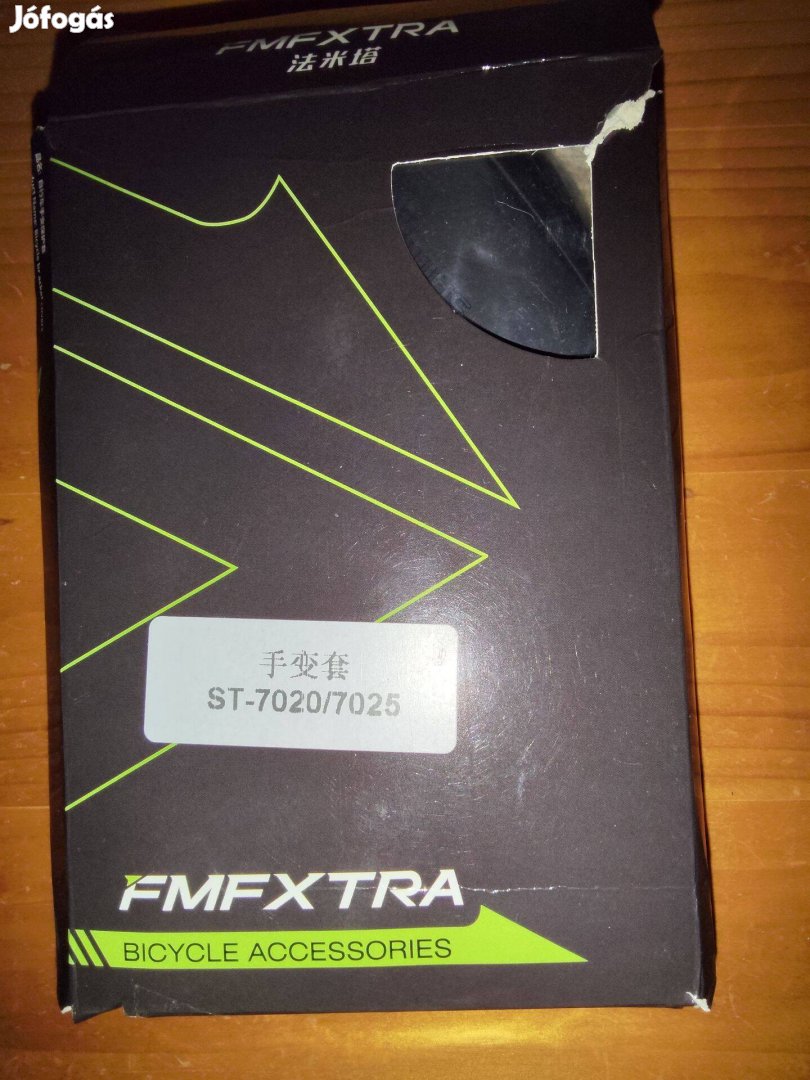 Jófogás
FMFXTRA
法米塔
手变套
ST-7020/7025
FMFXTRA
BICYCLE ACCESSORIES